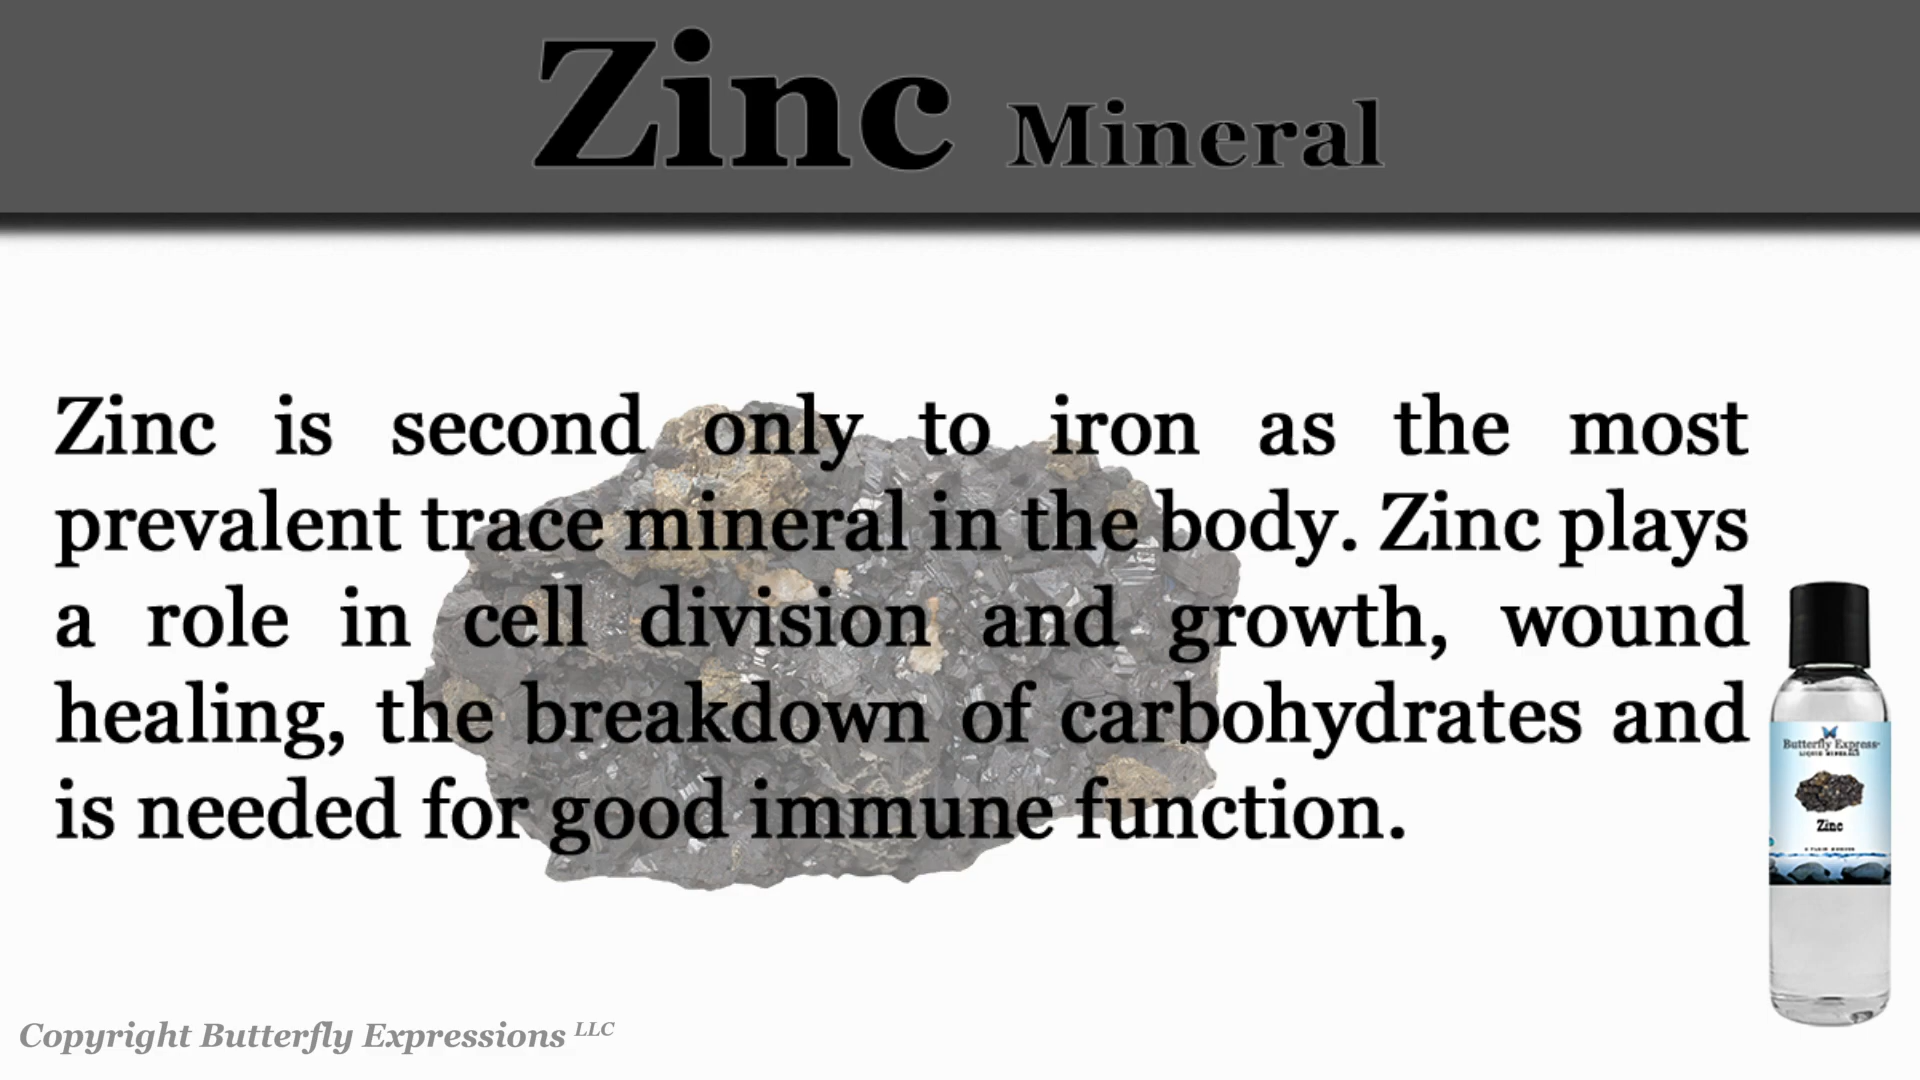 Zinc Mineral
Zinc is second only to iron as the most
prevalent trace mineral in the body. Zinc plays
a role in cell division and growth, wound
healing, the breakdown of carbohydrates and
is needed for good immune function.
Butterfly Express
LIQUID MINERALS
Zinc
Copyright Butterfly Expressions LLC